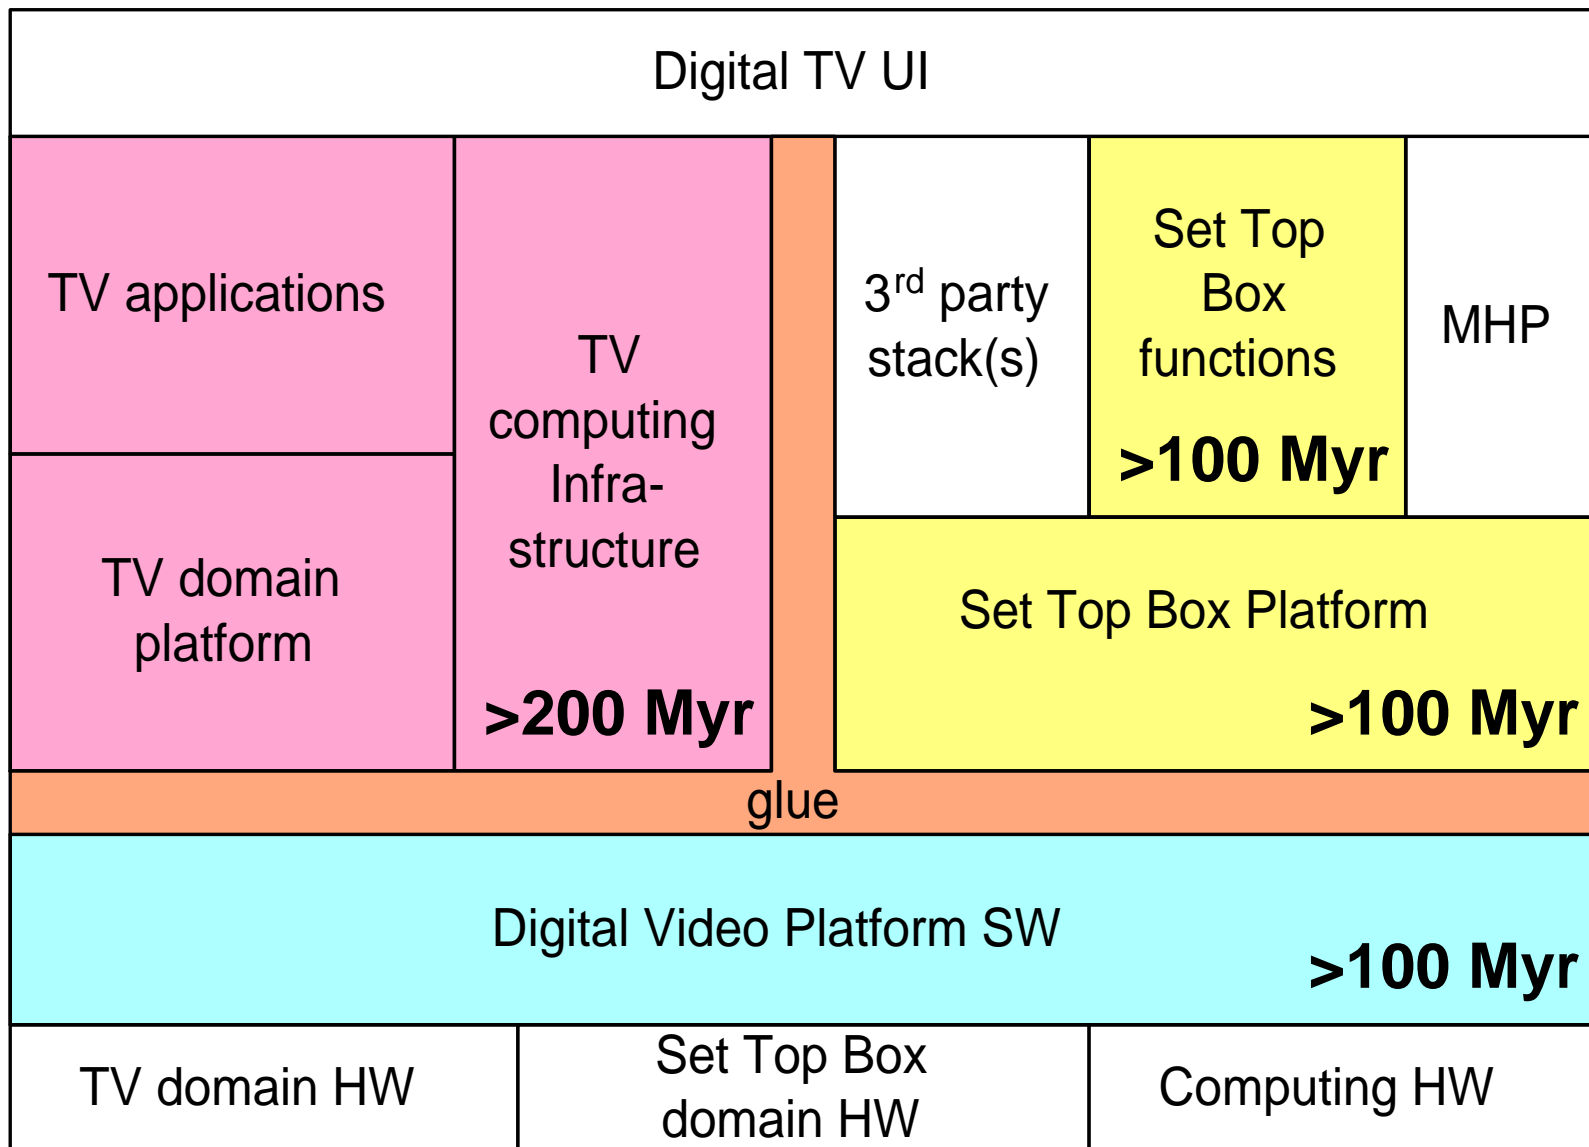 Digital TV UI
TV applications
TV domain
platform
TV
computing
Infra-
structure
>200 Myr
3rd party
stack(s)
Set Top
Box
functions
>100 Myr
MHP
Set Top Box Platform
>100 Myr
glue
Digital Video Platform SW
>100 Myr
TV domain HW
Set Top Box
domain HW
Computing HW